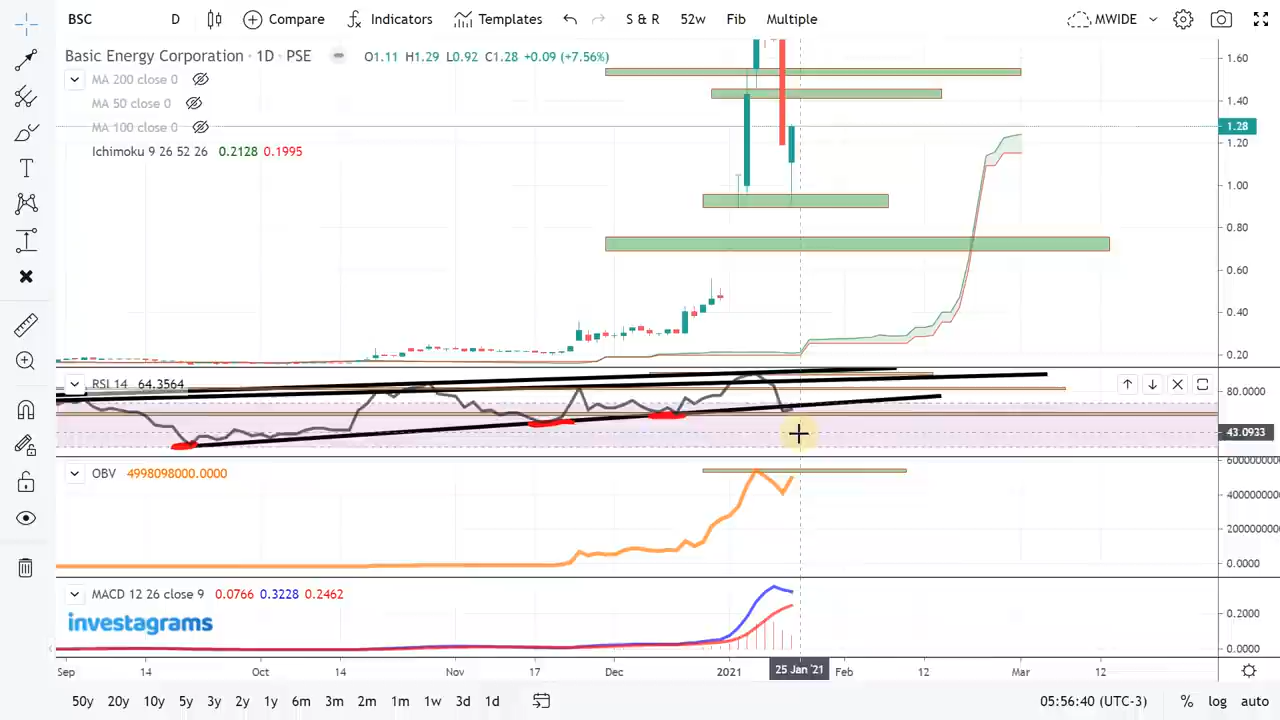 BSC D Compare Indicators Templates S & R 52w Fib Multiple MWIDE
Basic Energy Corporation · 1D · PSE O1.11 H1.29 L0.92 C1.28 +0.09 (+7.56%)
MA 200 close 0
MA 50 close 0
MA 100 close 0
Ichimoku 9 26 52 26 0.2128 0.1995
1.60
1.40
1.28
1.20
1.00
0.80
0.60
0.40
0.20
RSI 14 64.3564
80.0000
43.0933
OBV 4998098000.0000
6000000000
4000000000
2000000000
0.0000
MACD 12 26 close 9 0.0766 0.3228 0.2462
investagrams
0.2000
0.0000
Sep 14 Oct 14 Nov 17 Dec 2021 25 Jan '21 Feb 12 Mar 12
50y 20y 10y 5y 3y 2y 1y 6m 3m 2m 1m 1w 3d 1d 05:56:40 (UTC-3) % log auto